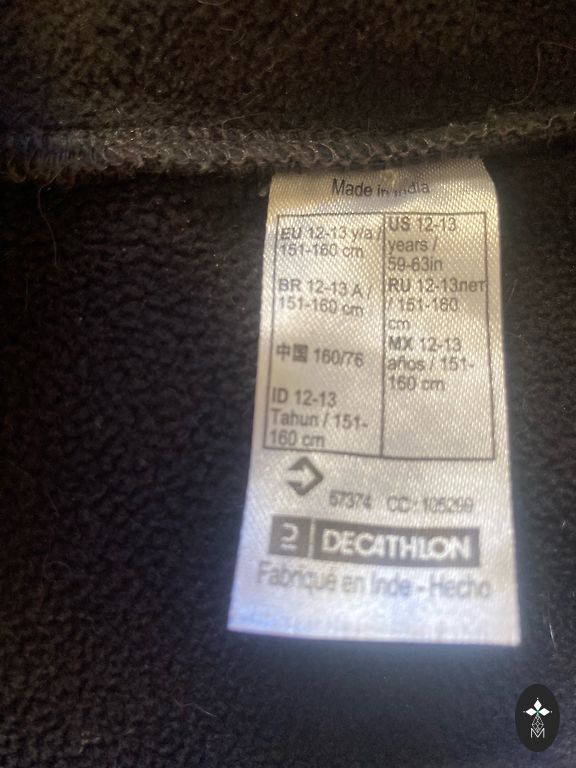 Made in India
EU 12-13 y/a /
151-160 cm
BR 12-13 A /
151-160 cm
中国 160/76
ID 12-13
Tahun / 151-
160 cm
US 12-13
years /
59-63in
RU 12-13лет
/ 151-160
cm
MX 12-13
años / 151-
160 cm
57374 CC- 105299
DECATHLON
Fabriqué en Inde - Hecho
M